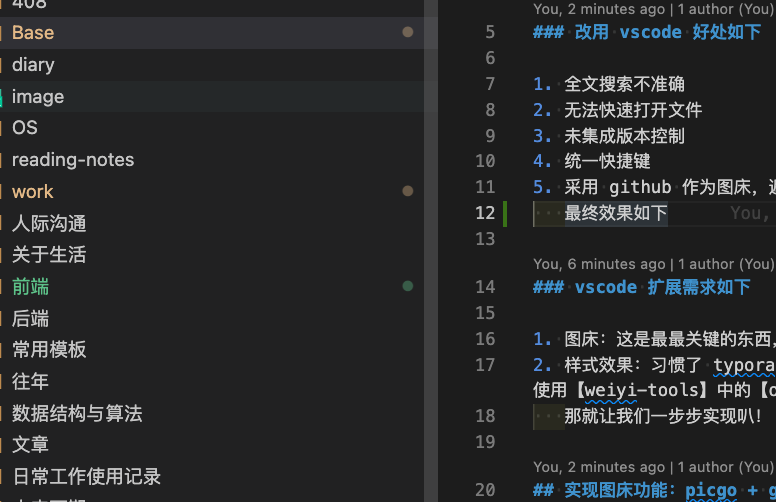 408
Base
diary
image
OS
reading-notes
work
人际沟通
关于生活
前端
后端
常用模板
往年
数据结构与算法
文章
日常工作使用记录
You, 2 minutes ago | 1 author (You)
5 ### 改用 vscode 好处如下
6
7 1. 全文搜索不准确
8 2. 无法快速打开文件
9 3. 未集成版本控制
10 4. 统一快捷键
11 5. 采用 github 作为图床，
12 最终效果如下 You,
13
You, 6 minutes ago | 1 author (You)
14 ### vscode 扩展需求如下
15
16 1. 图床：这是最最关键的东西，
17 2. 样式效果：习惯了 typora
使用【weiyi-tools】中的【
18 那就让我们一步步实现叭！
19
You, 2 minutes ago | 1 author (You)
20 ## 实现图床功能：picgo + g